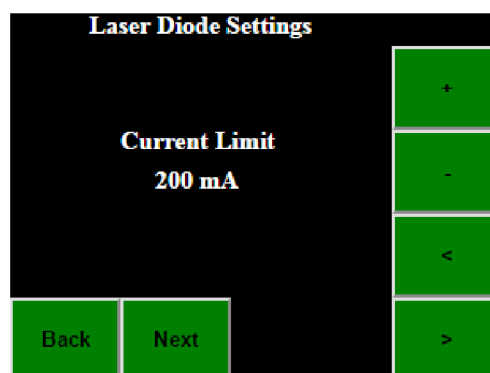 Laser Diode Settings
+
Current Limit
200 mA
-
<
Back
Next
>